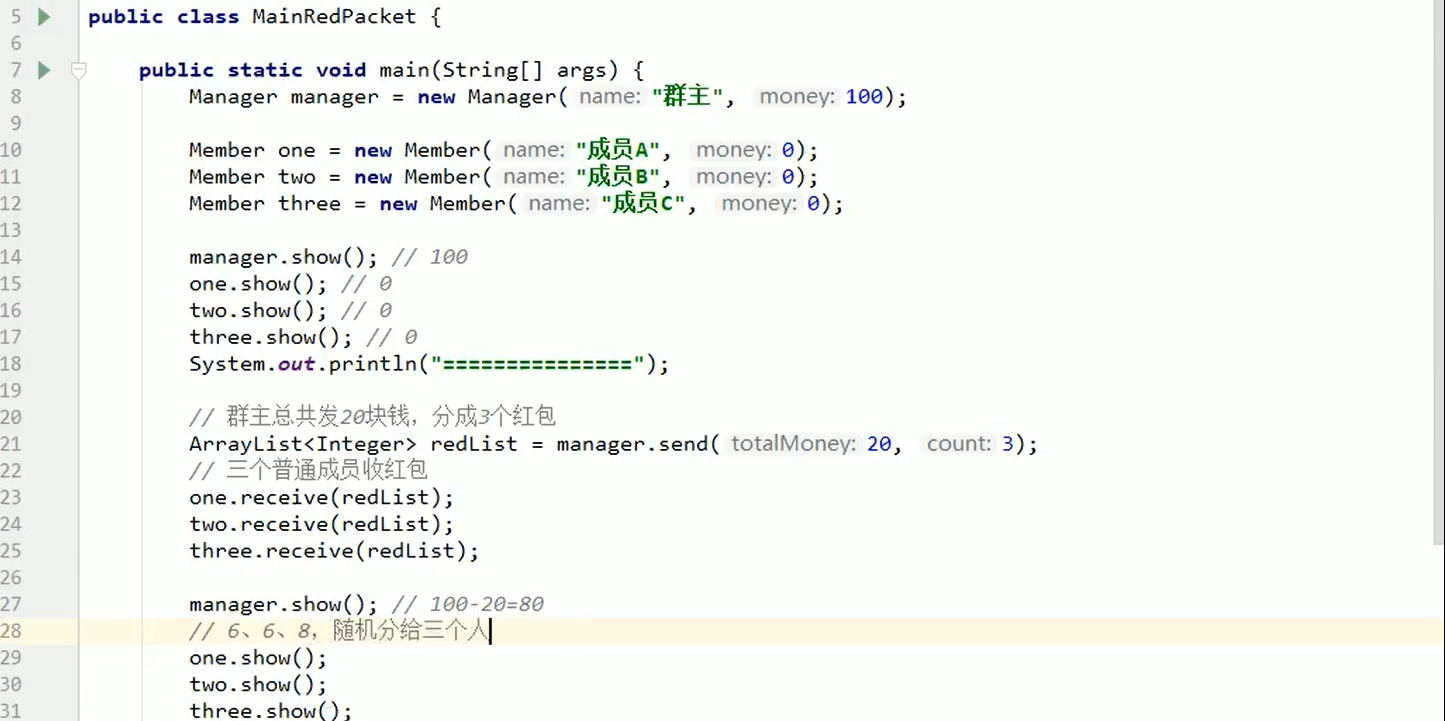 5 public class MainRedPacket {
6
7 public static void main(String[] args) {
8 Manager manager = new Manager( name: "群主", money: 100);
9
10 Member one = new Member( name: "成员A", money: 0);
11 Member two = new Member( name: "成员B", money: 0);
12 Member three = new Member( name: "成员C", money: 0);
13
14 manager.show(); // 100
15 one.show(); // 0
16 two.show(); // 0
17 three.show(); // 0
18 System.out.println("===============");
19
20 // 群主总共发20块钱，分成3个红包
21 ArrayList<Integer> redList = manager.send( totalMoney: 20, count: 3);
22 // 三个普通成员收红包
23 one.receive(redList);
24 two.receive(redList);
25 three.receive(redList);
26
27 manager.show(); // 100-20=80
28 // 6、6、8，随机分给三个人
29 one.show();
30 two.show();
31 three.show();